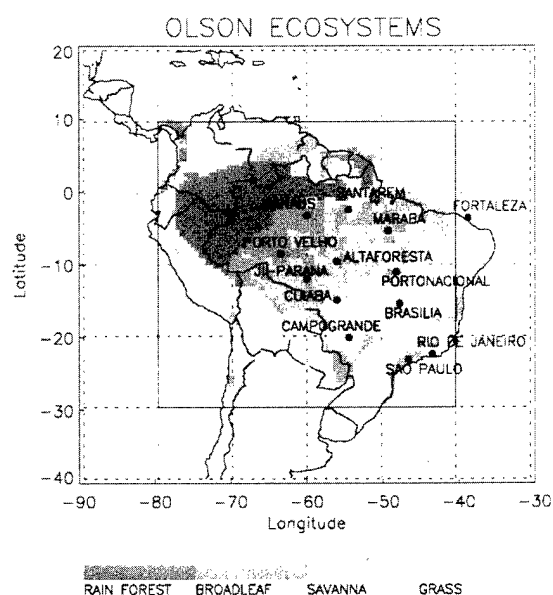 OLSON ECOSYSTEMS
20
10
0
-10
-20
-30
-40
Latitude
SANTAREM
MANAUS
FORTALEZA
MARABA
PORTO VELHO
ALTAFORESTA
JI-PARANA
PORTONACIONAL
CUIABA
BRASILIA
CAMPOGRANDE
RIO DE JANEIRO
SAO PAULO
-90 -80 -70 -60 -50 -40 -30
Longitude
RAIN FOREST BROADLEAF SAVANNA GRASS